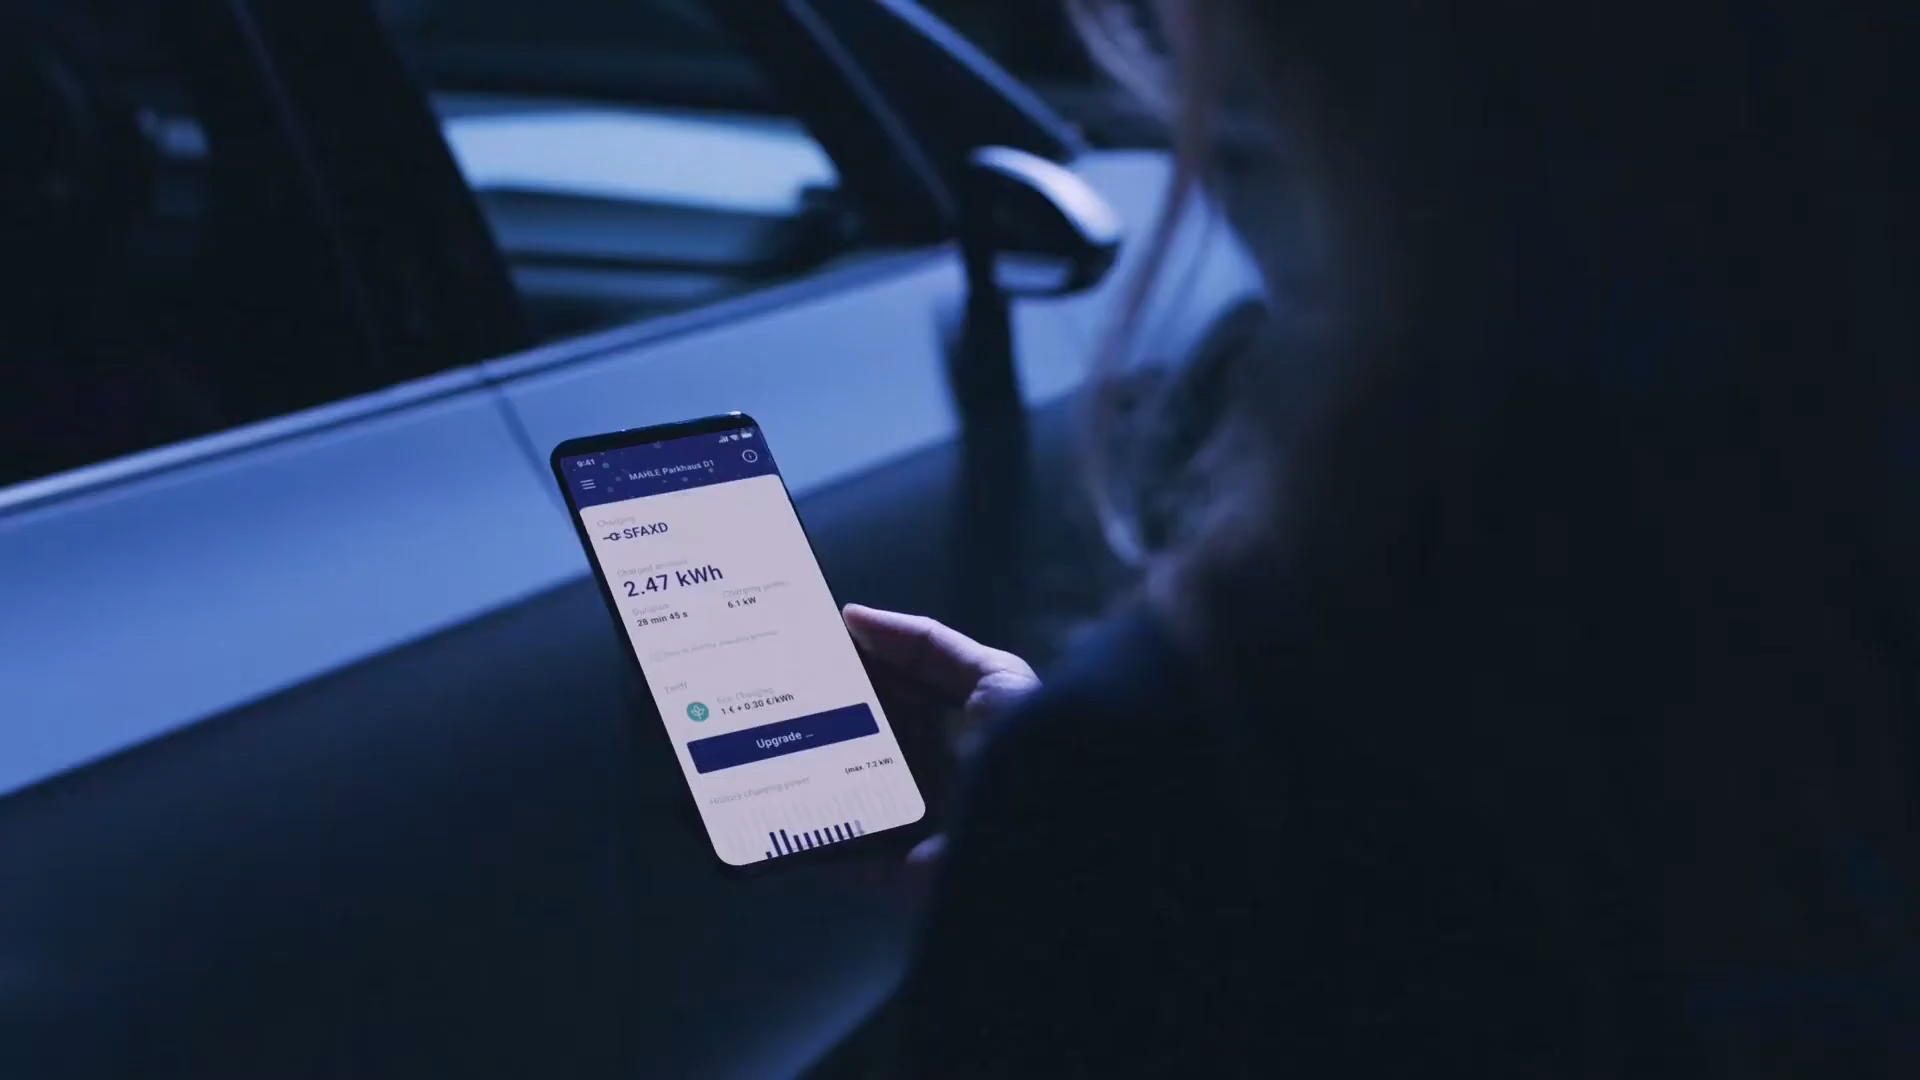 9:41
MAHLE Parkhaus D1
Charging
SFAXD
Charged amount
2.47 kWh
Duration
Charging power
28 min 45 s
6.1 kW
Tariff
Eco Charging
1 € + 0.30 €/kWh
Upgrade ...
(max. 7.2 kW)
History charging power